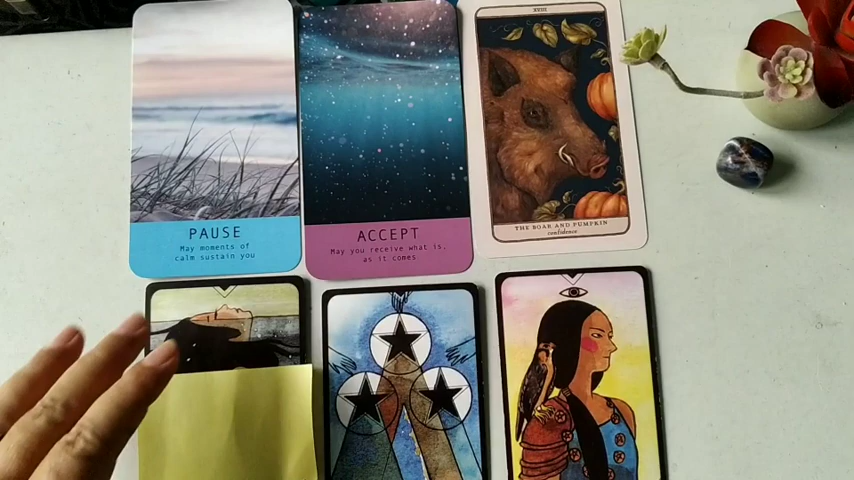 PAUSE
May moments of
calm sustain you
ACCEPT
May you receive what is,
as it comes
XVIII
THE BOAR AND PUMPKIN
confidence